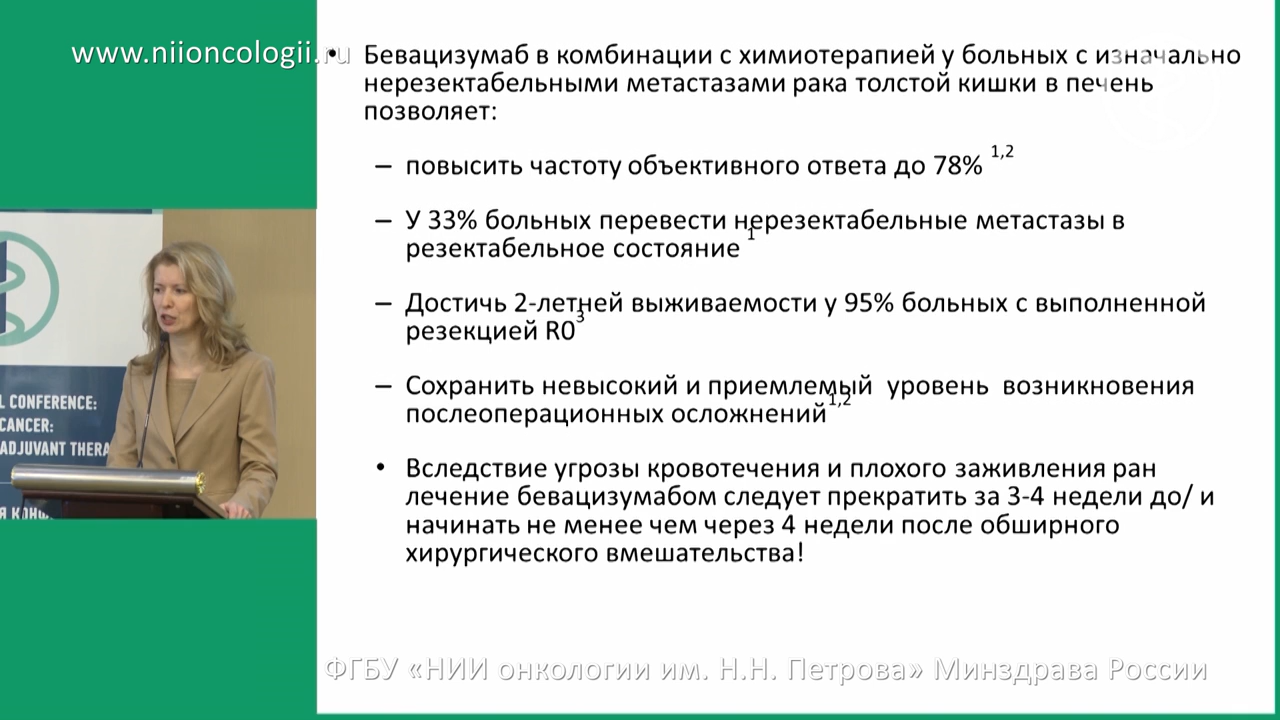 www.niioncologii.ru
• Бевацизумаб в комбинации с химиотерапией у больных с изначально
нерезектабельными метастазами рака толстой кишки в печень
позволяет:
– повысить частоту объективного ответа до 78% 1,2
– У 33% больных перевести нерезектабельные метастазы в
резектабельное состояние 1
– Достичь 2-летней выживаемости у 95% больных с выполненной
резекцией R0 3
– Сохранить невысокий и приемлемый уровень возникновения
послеоперационных осложнений 1,2
• Вследствие угрозы кровотечения и плохого заживления ран
лечение бевацизумабом следует прекратить за 3-4 недели до/ и
начинать не менее чем через 4 недели после обширного
хирургического вмешательства!
L CONFERENCE:
CANCER:
ADJUVANT THERA
ФГБУ «НИИ онкологии им. Н.Н. Петрова» Минздрава России